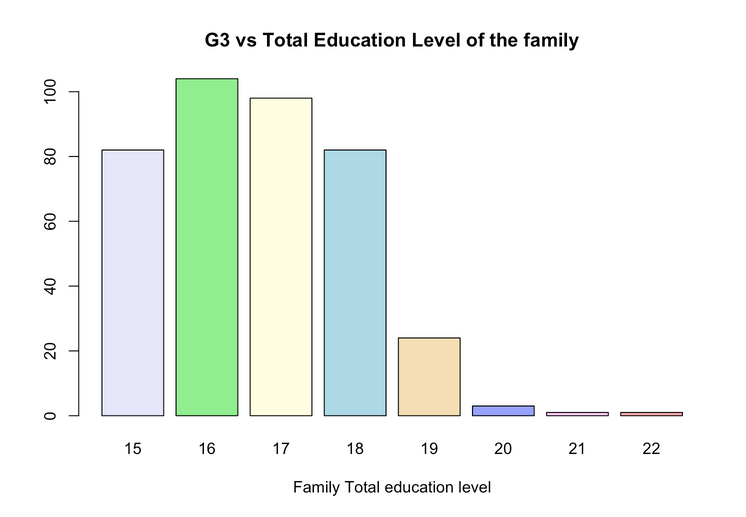 G3 vs Total Education Level of the family
100
80
60
40
20
0
15 16 17 18 19 20 21 22
Family Total education level